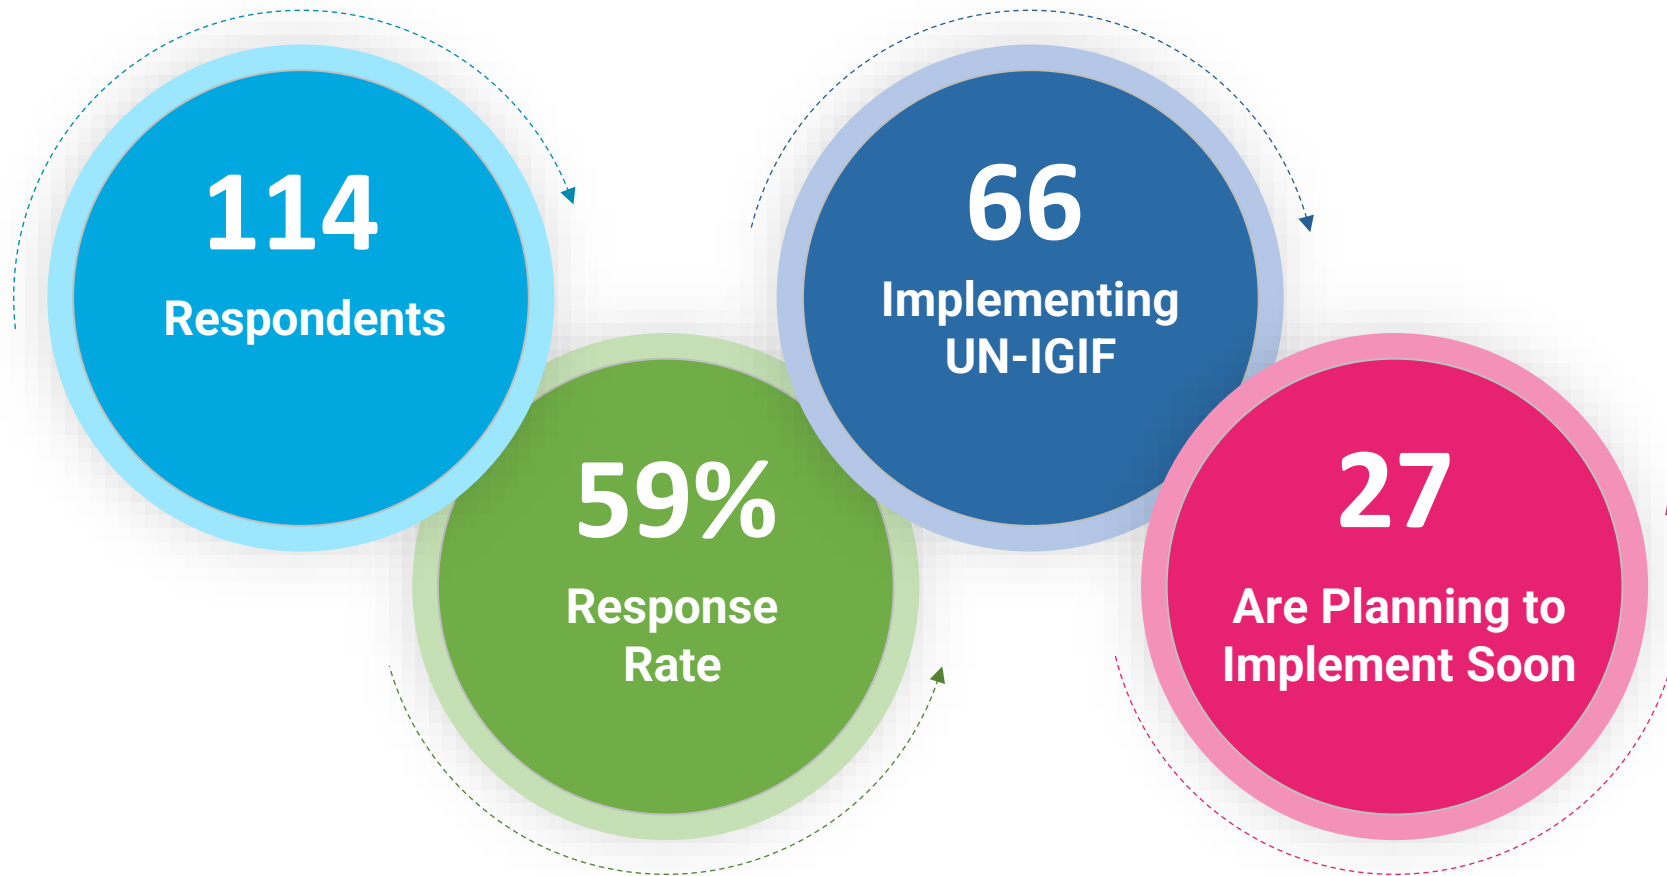 114
Respondents
59%
Response
Rate
66
Implementing
UN-IGIF
27
Are Planning to
Implement Soon